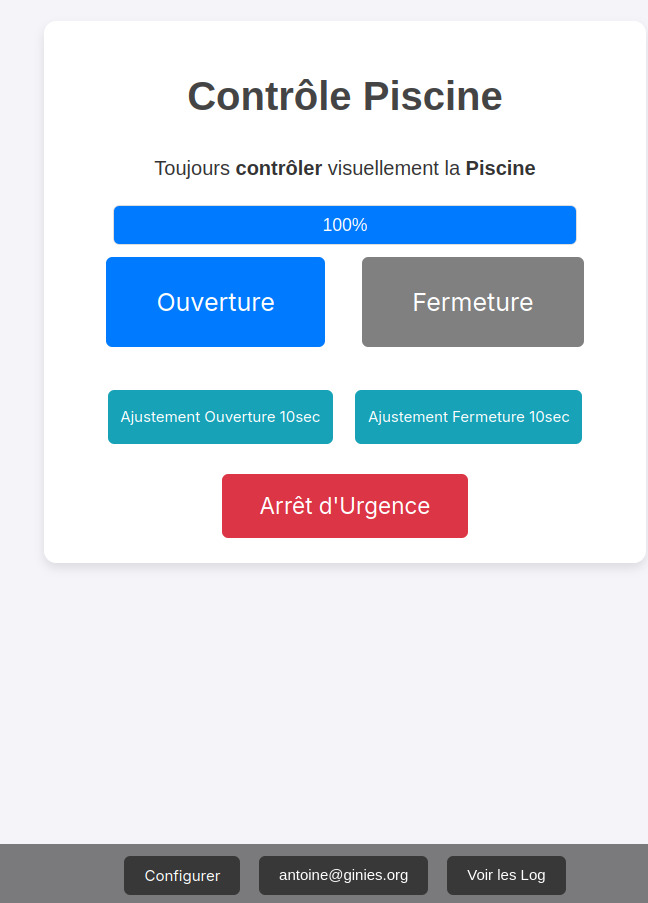 Contrôle Piscine
Toujours contrôler visuellement la Piscine
100%
Ouverture
Fermeture
Ajustement Ouverture 10sec
Ajustement Fermeture 10sec
Arrêt d'Urgence
Configurer
antoine@ginies.org
Voir les Log